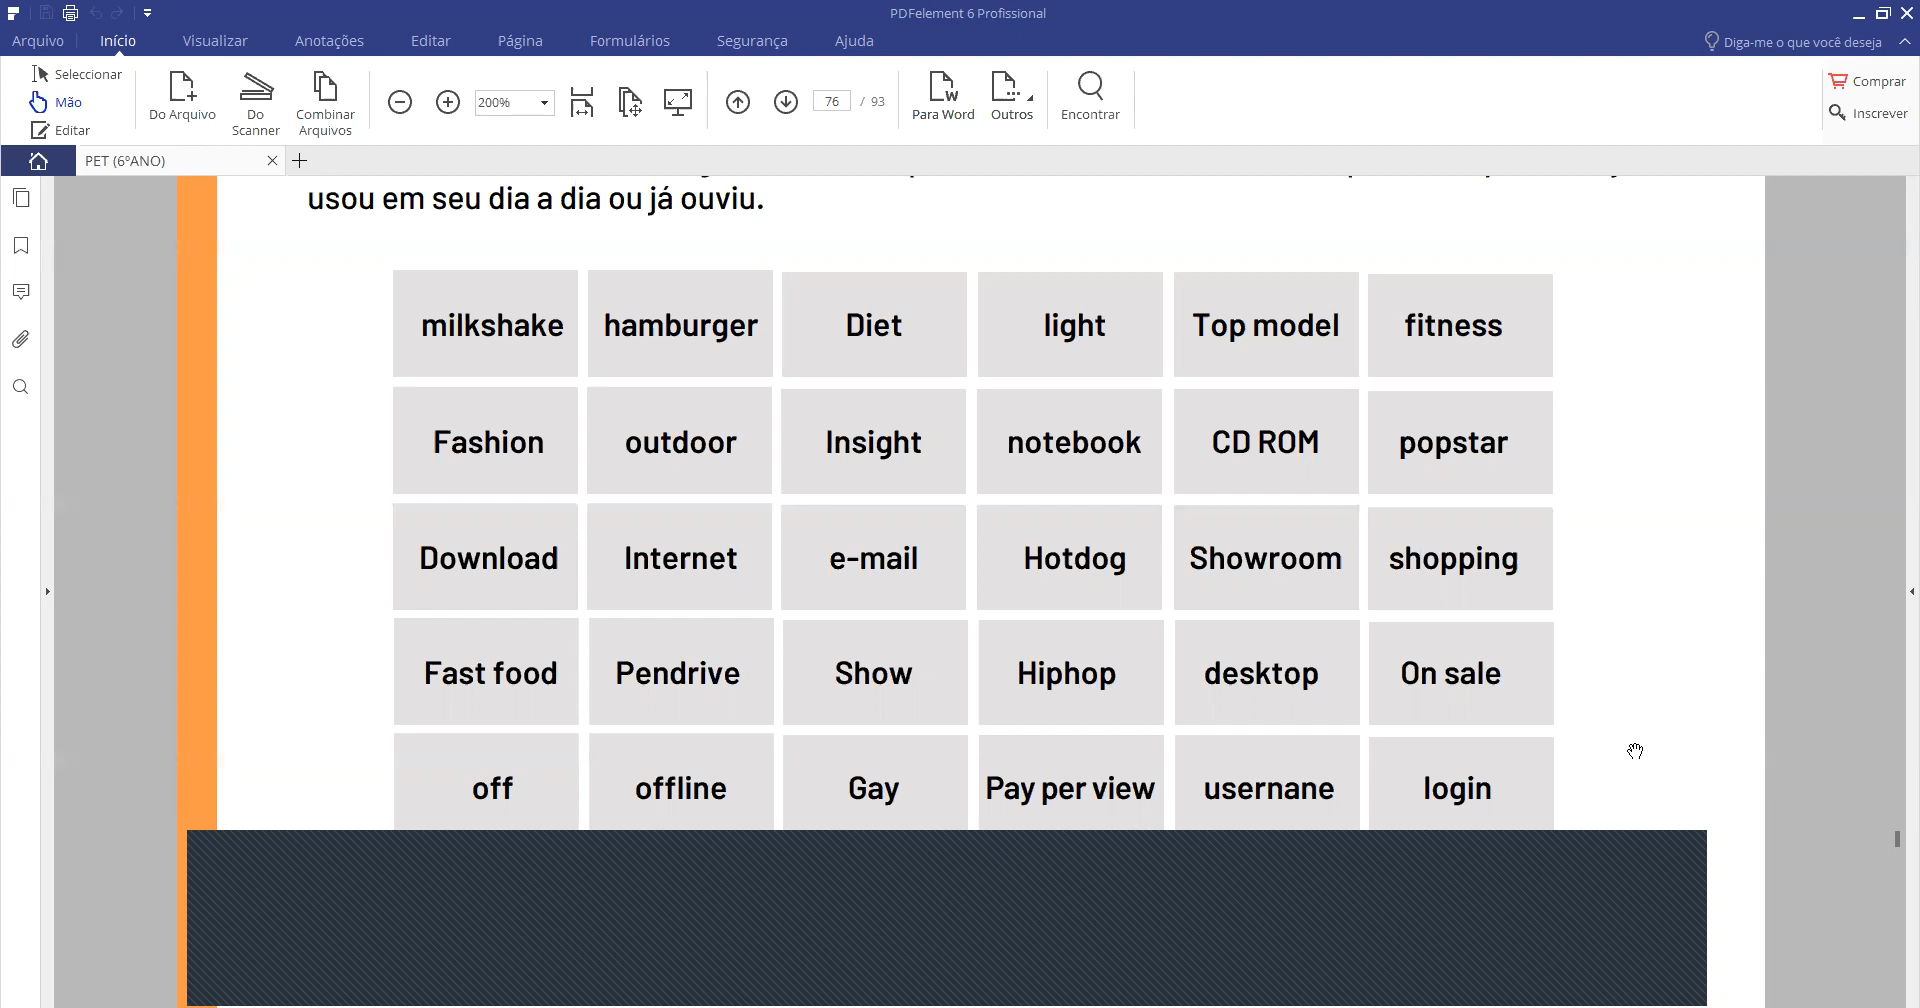 PDFelement 6 Profissional
Arquivo Início Visualizar Anotações Editar Página Formulários Segurança Ajuda Diga-me o que você deseja
Seleccionar
Mão
Editar
Do Arquivo
Do Scanner
Combinar Arquivos
200%
76 / 93
Para Word
Outros
Encontrar
Comprar
Inscrever
PET (6ºANO)
usou em seu dia a dia ou já ouviu.
milkshake hamburger Diet light Top model fitness
Fashion outdoor Insight notebook CD ROM popstar
Download Internet e-mail Hotdog Showroom shopping
Fast food Pendrive Show Hiphop desktop On sale
off offline Gay Pay per view usernane login